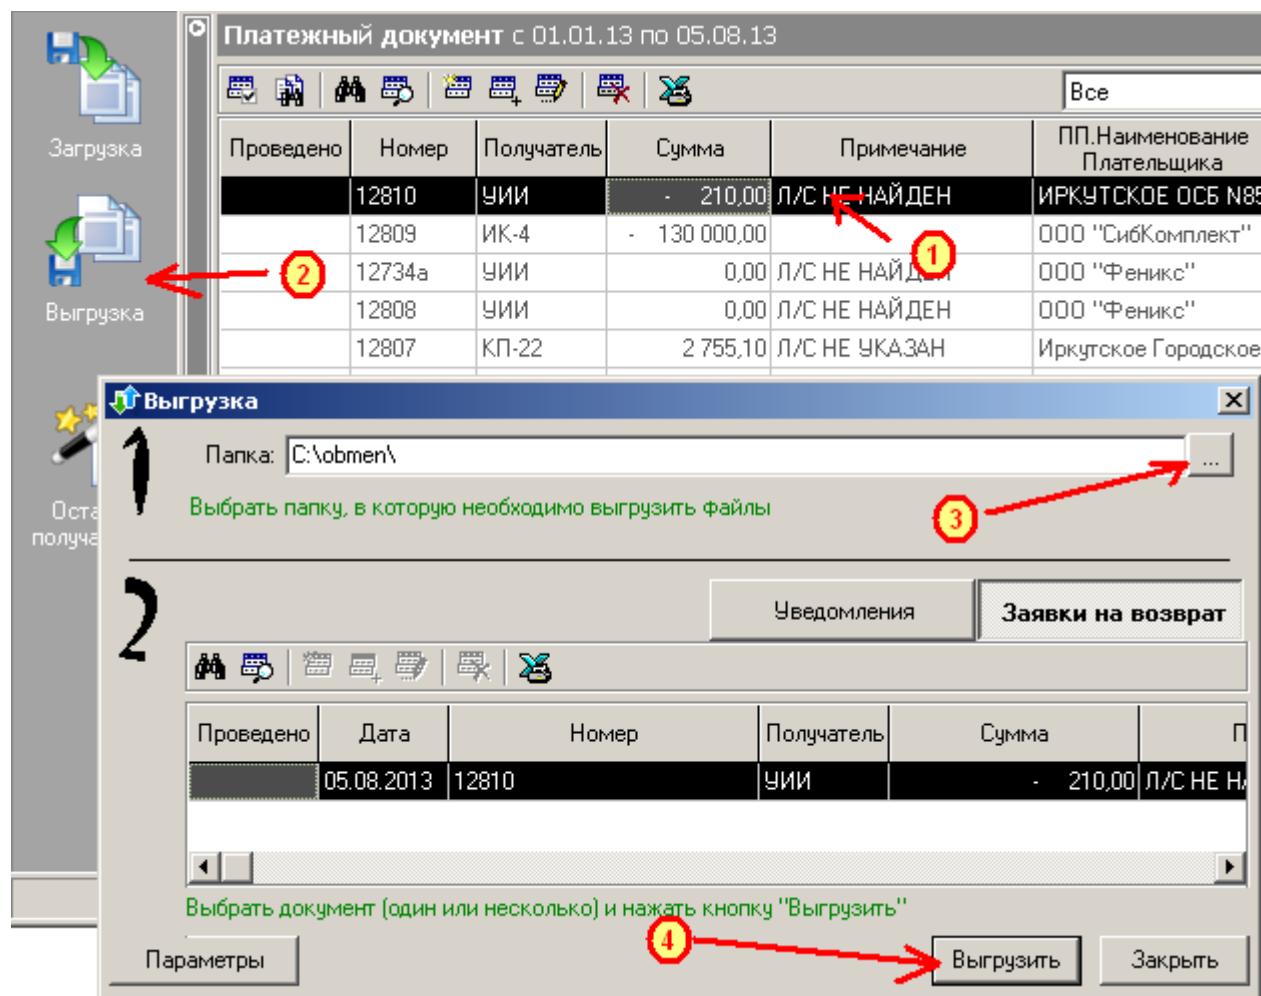 Платежный документ с 01.01.13 по 05.08.13
Все
Загрузка
Проведено Номер Получатель Сумма Примечание ПП.Наименование Плательщика
12810 УИИ - 210,00 Л/С НЕ НАЙДЕН ИРКУТСКОЕ ОСБ N85
12809 ИК-4 - 130 000,00 ООО "СибКомплект"
1
12734а УИИ 0,00 Л/С НЕ НАЙДЕН ООО "Феникс"
2
12808 УИИ 0,00 Л/С НЕ НАЙДЕН ООО "Феникс"
Выгрузка
12807 КП-22 2 755,10 Л/С НЕ УКАЗАН Иркутское Городское
Выгрузка
1
Папка: C:\obmen\ ...
Оста
получа
Выбрать папку, в которую необходимо выгрузить файлы
3
2
Уведомления Заявки на возврат
Проведено Дата Номер Получатель Сумма П
05.08.2013 12810 УИИ - 210,00 Л/С НЕ НА
Выбрать документ (один или несколько) и нажать кнопку "Выгрузить"
4
Параметры Выгрузить Закрыть